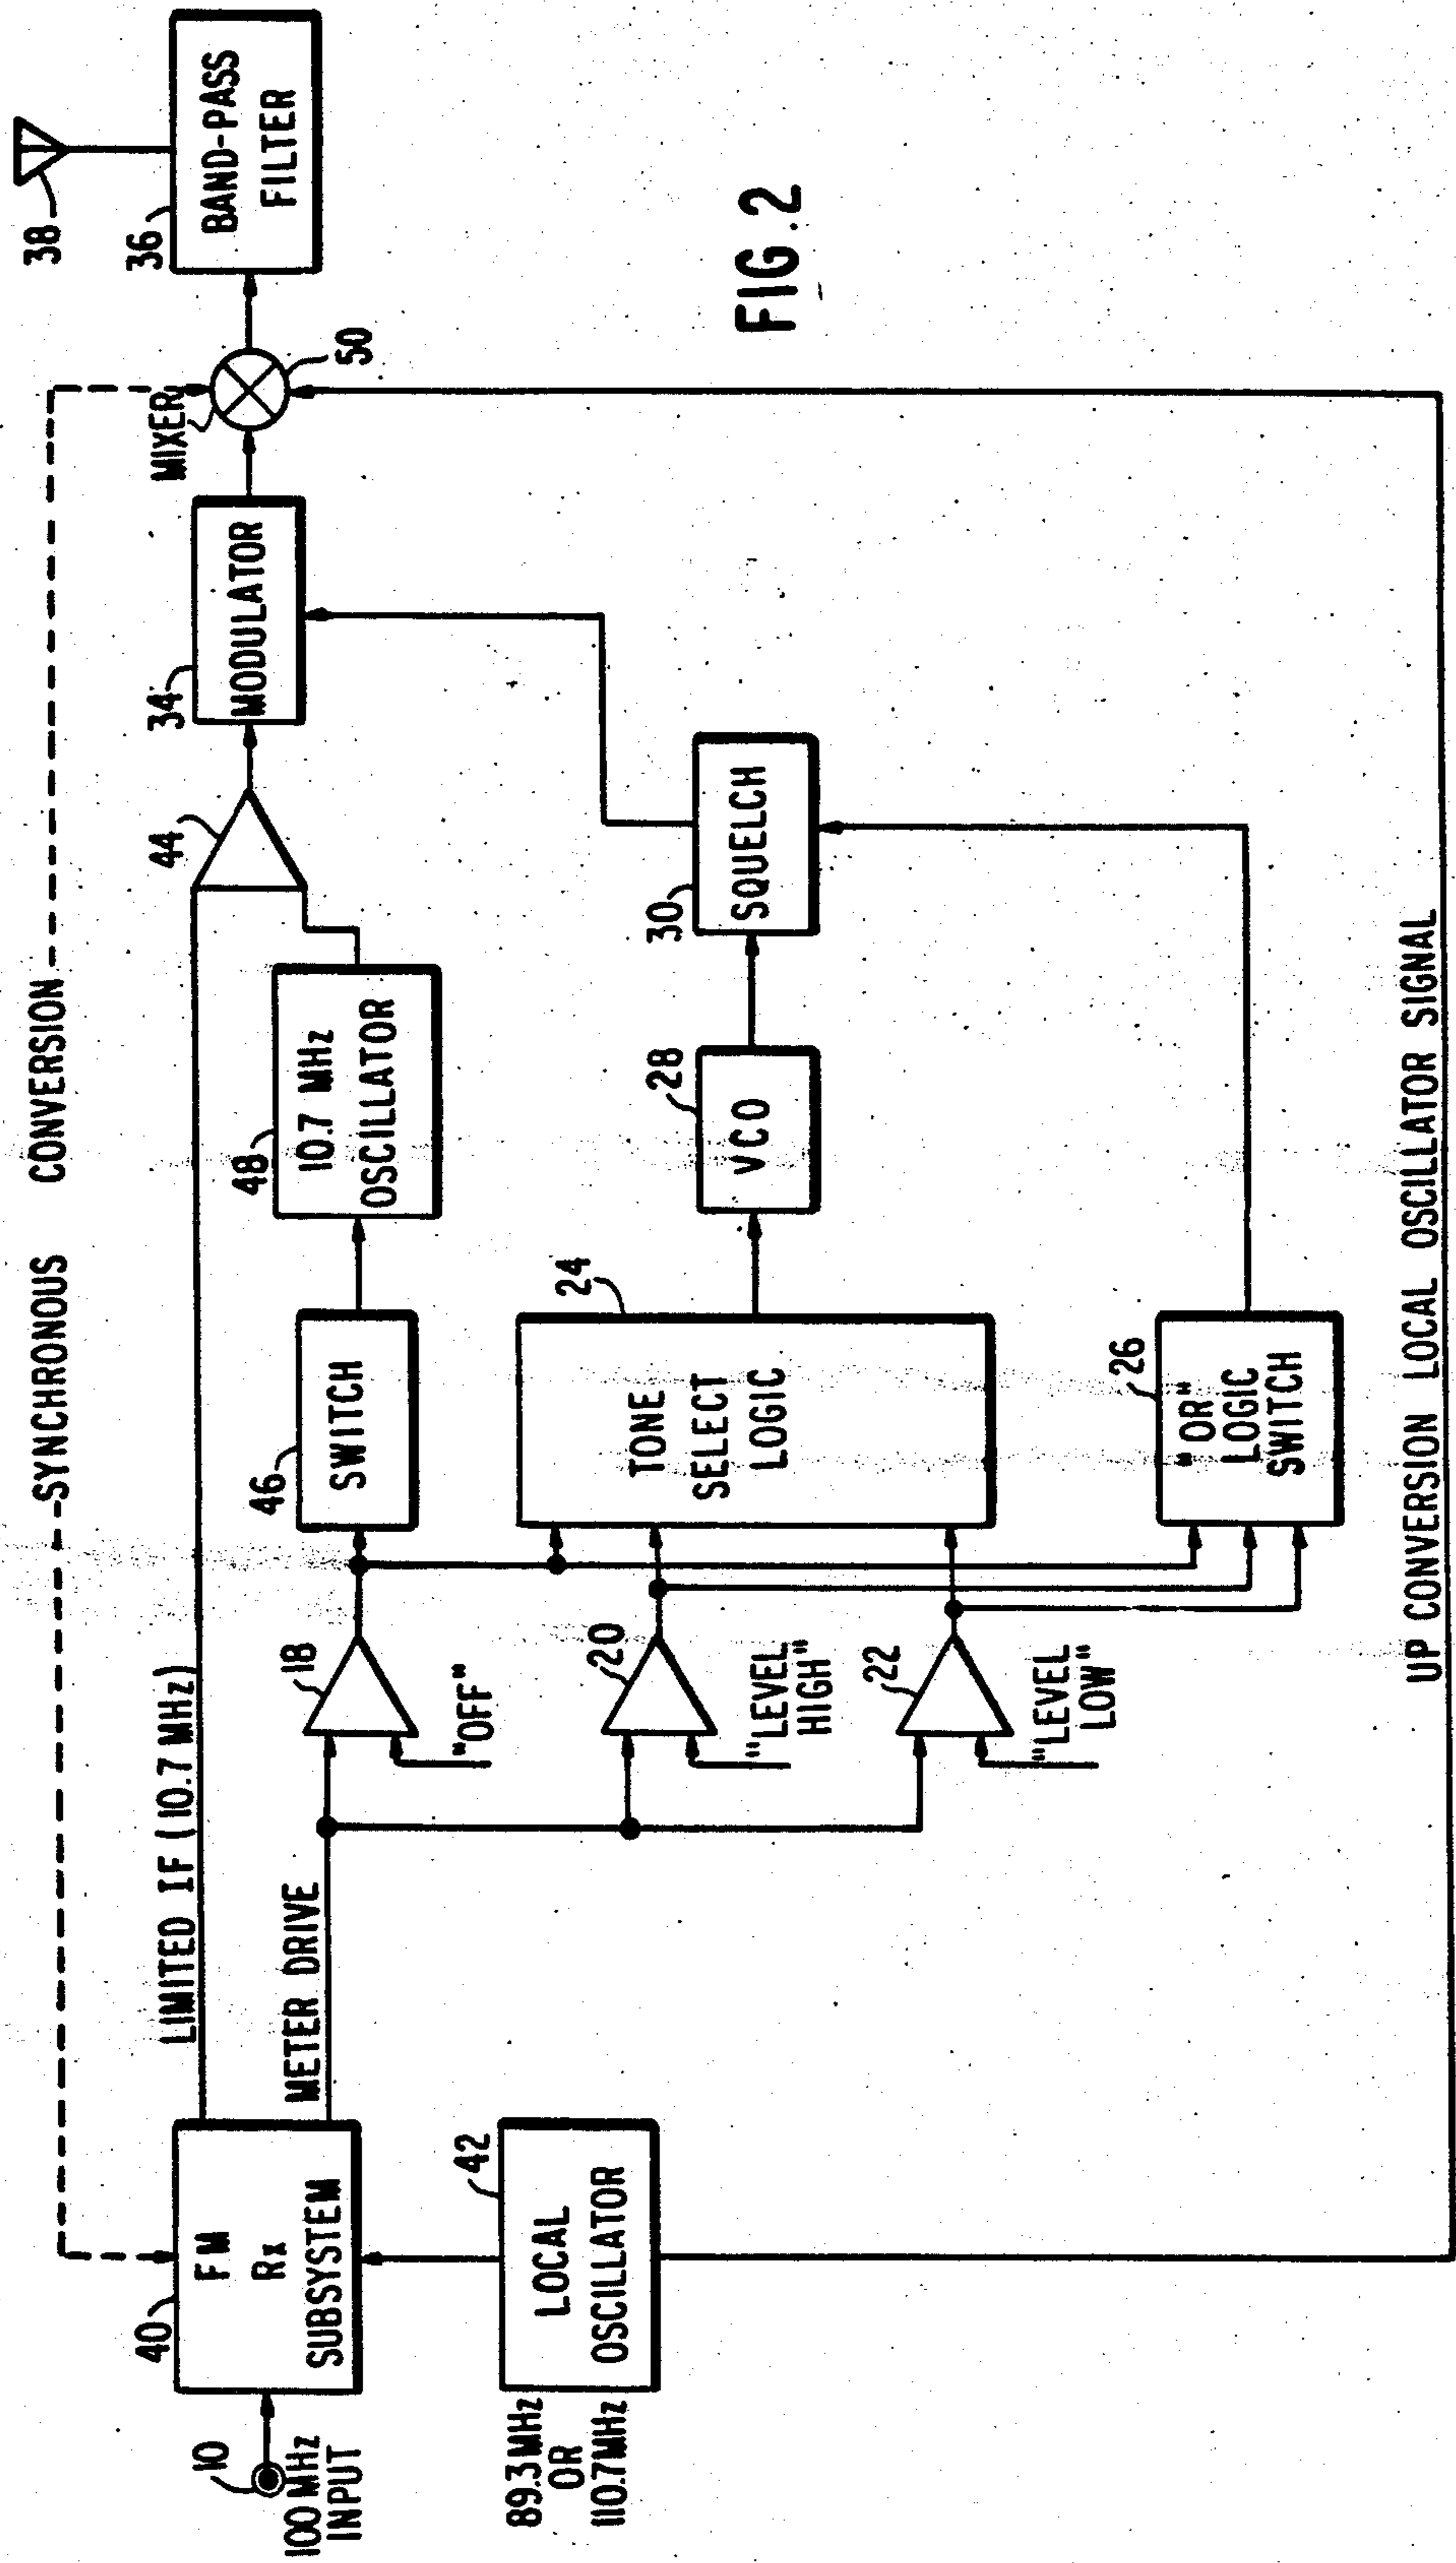 SYNCHRONOUS CONVERSION
38
36
BAND-PASS
FILTER
MIXER
50
34
MODULATOR
44
LIMITED IF (10.7 MHz)
METER DRIVE
40
FM
Rx
SUBSYSTEM
10
100 MHz
INPUT
42
LOCAL
OSCILLATOR
89.3 MHz
OR
110.7 MHz
18
"OFF"
20
"LEVEL
HIGH"
22
"LEVEL
LOW"
46
SWITCH
48
10.7 MHz
OSCILLATOR
24
TONE
SELECT
LOGIC
28
VCO
30
SQUELCH
26
"OR"
LOGIC
SWITCH
UP CONVERSION LOCAL OSCILLATOR SIGNAL
FIG.2